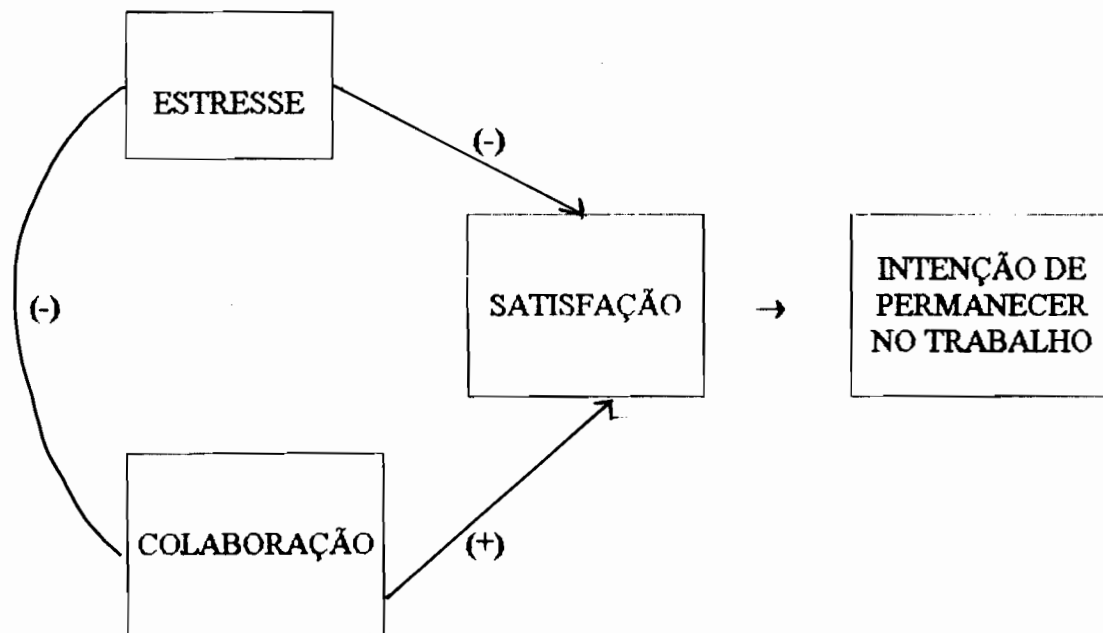 ESTRESSE
(-)
(-)
SATISFAÇÃO
→
INTENÇÃO DE
PERMANECER
NO TRABALHO
COLABORAÇÃO
(+)